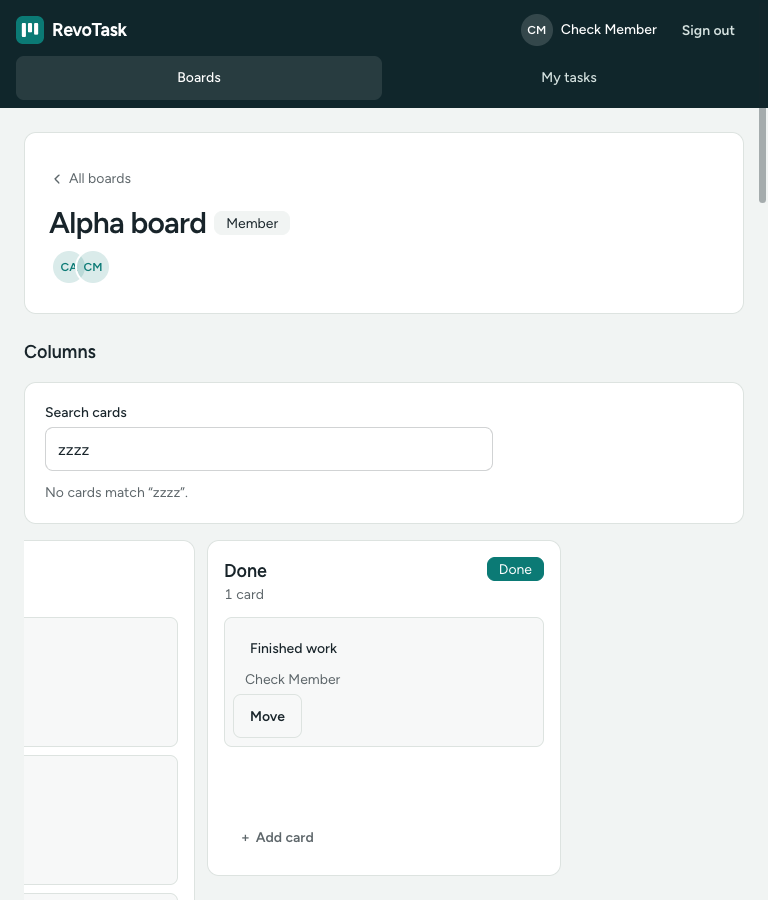 RevoTask
CM Check Member
Sign out
Boards
My tasks
All boards
Alpha board
Member
CA CM
Columns
Search cards
zzzz
No cards match “zzzz”.
Done
Done
1 card
Finished work
Check Member
Move
+ Add card